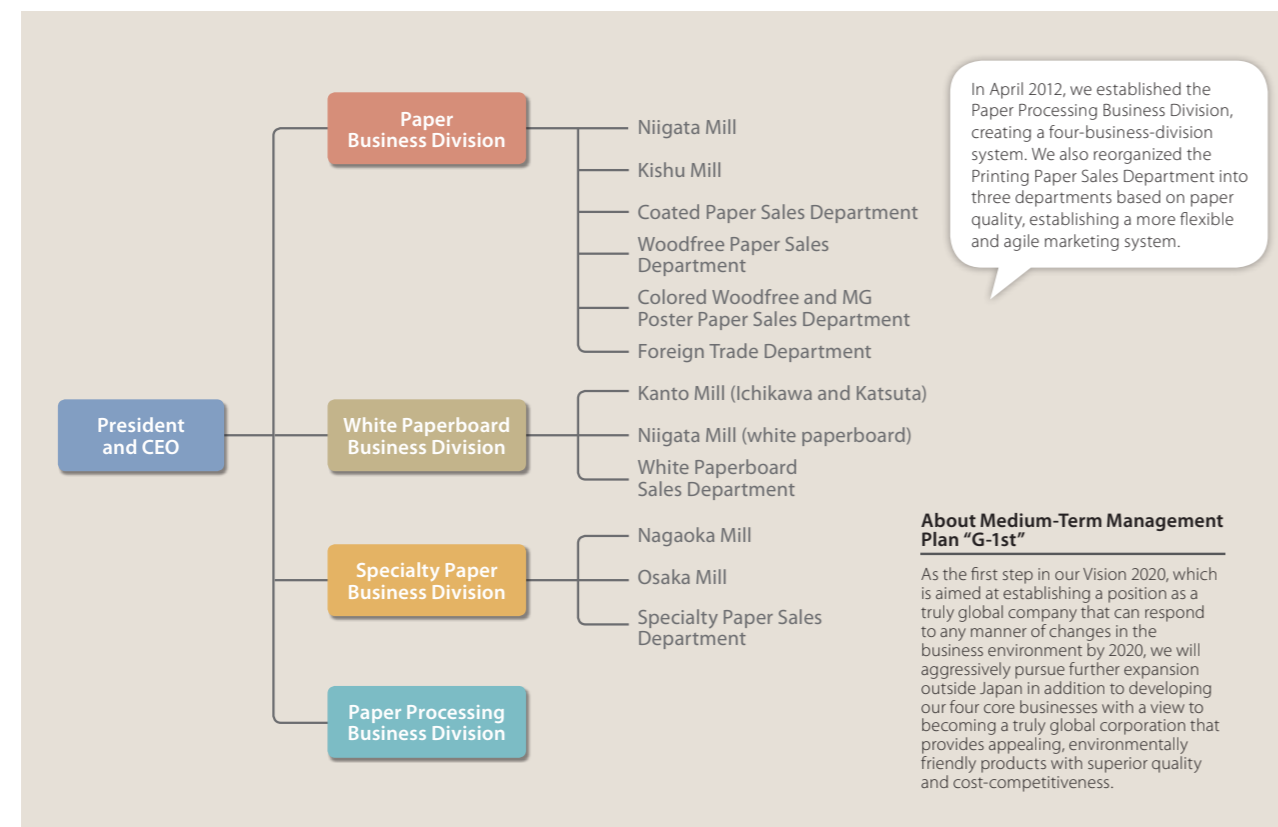 President
and CEO
Paper
Business Division
Niigata Mill
Kishu Mill
Coated Paper Sales Department
Woodfree Paper Sales
Department
Colored Woodfree and MG
Poster Paper Sales Department
Foreign Trade Department
White Paperboard
Business Division
Kanto Mill (Ichikawa and Katsuta)
Niigata Mill (white paperboard)
White Paperboard
Sales Department
Specialty Paper
Business Division
Nagaoka Mill
Osaka Mill
Specialty Paper Sales
Department
Paper Processing
Business Division
In April 2012, we established the
Paper Processing Business Division,
creating a four-business-division
system. We also reorganized the
Printing Paper Sales Department into
three departments based on paper
quality, establishing a more flexible
and agile marketing system.
About Medium-Term Management
Plan “G-1st”
As the first step in our Vision 2020, which
is aimed at establishing a position as a
truly global company that can respond
to any manner of changes in the
business environment by 2020, we will
aggressively pursue further expansion
outside Japan in addition to developing
our four core businesses with a view to
becoming a truly global corporation that
provides appealing, environmentally
friendly products with superior quality
and cost-competitiveness.